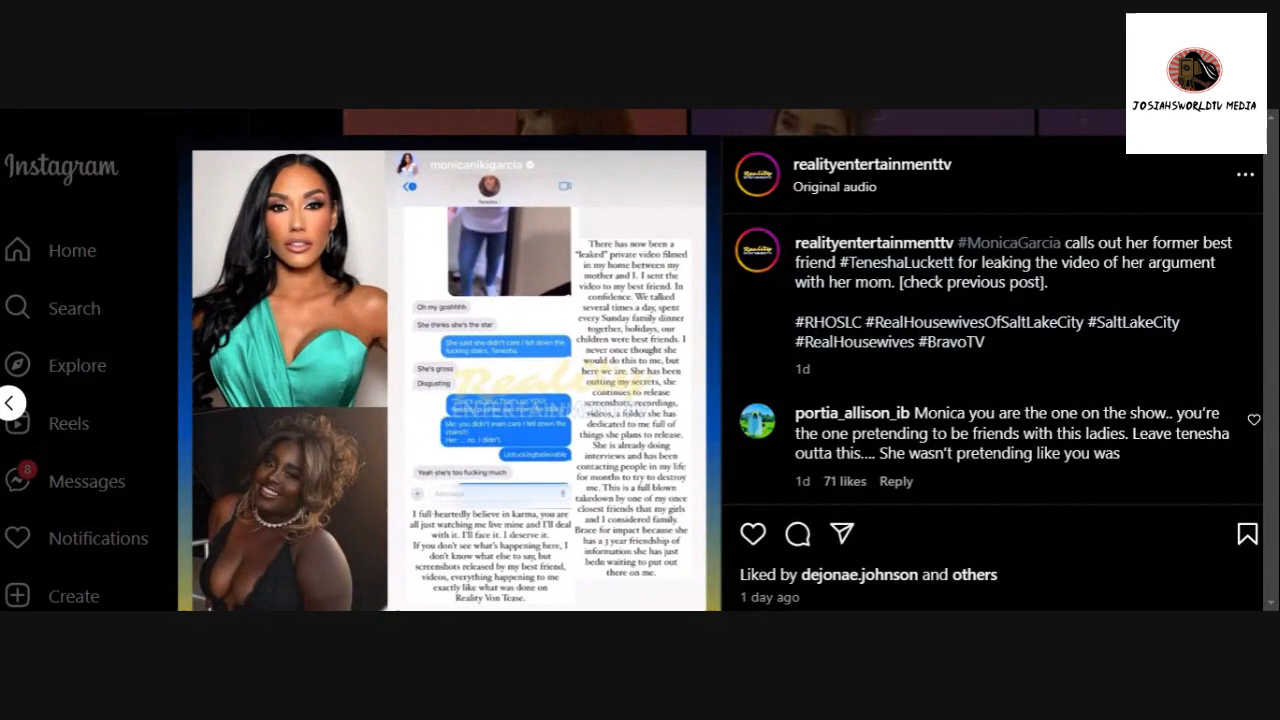 JOSIAHSWORLDTV MEDIA
Instagram
Home
Search
Explore
Reels
8
Messages
Notifications
Create
monicanikigarcia
Tenesha
Oh my goshhhh
She thinks she's the star
She said she didn't care I fell down the
fucking stairs, Tenesha
She's gross
Disgusting
Me: you didn't even care I fell down the
stairs!!!
Her: .. no. I didn't.
Unfuckingbelievable
Yeah she's too fucking much
iMessage
I full-heartedly believe in karma, you are
all just watching me live mine and I'll deal
with it. I'll face it. I deserve it.
If you don't see what's happening here, I
don't know what else to say, but
screenshots released by my best friend,
videos, everything happening to me
exactly like what was done on
Reality Von Tease.
There has now been a
"leaked" private video filmed
in my home between my
mother and I. I sent the
video to my best friend. In
confidence. We talked
several times a day, spent
every Sunday family dinner
together, holidays, our
children were best friends. I
never once thought she
would do this to me, but
here we are. She has been
outting my secrets, she
continues to release
screenshots, recordings,
videos, a folder she has
dedicated to me full of
things she plans to release.
She is already doing
interviews and has been
contacting people in my life
for months to try to destroy
me. This is a full blown
takedown by one of my once
closest friends that my girls
and I considered family.
Brace for impact because she
has a 3 year friendship of
information she has just
been waiting to put out
there on me.
Reality
ENTERTAINMENT
realityentertainmenttv
Original audio
realityentertainmenttv #MonicaGarcia calls out her former best
friend #TeneshaLuckett for leaking the video of her argument
with her mom. [check previous post].
#RHOSLC #RealHousewivesOfSaltLakeCity #SaltLakeCity
#RealHousewives #BravoTV
1d
portia_allison_ib Monica you are the one on the show.. you're
the one pretending to be friends with this ladies. Leave tenesha
outta this.... She wasn't pretending like you was
1d 71 likes Reply
Liked by dejonae.johnson and others
1 day ago